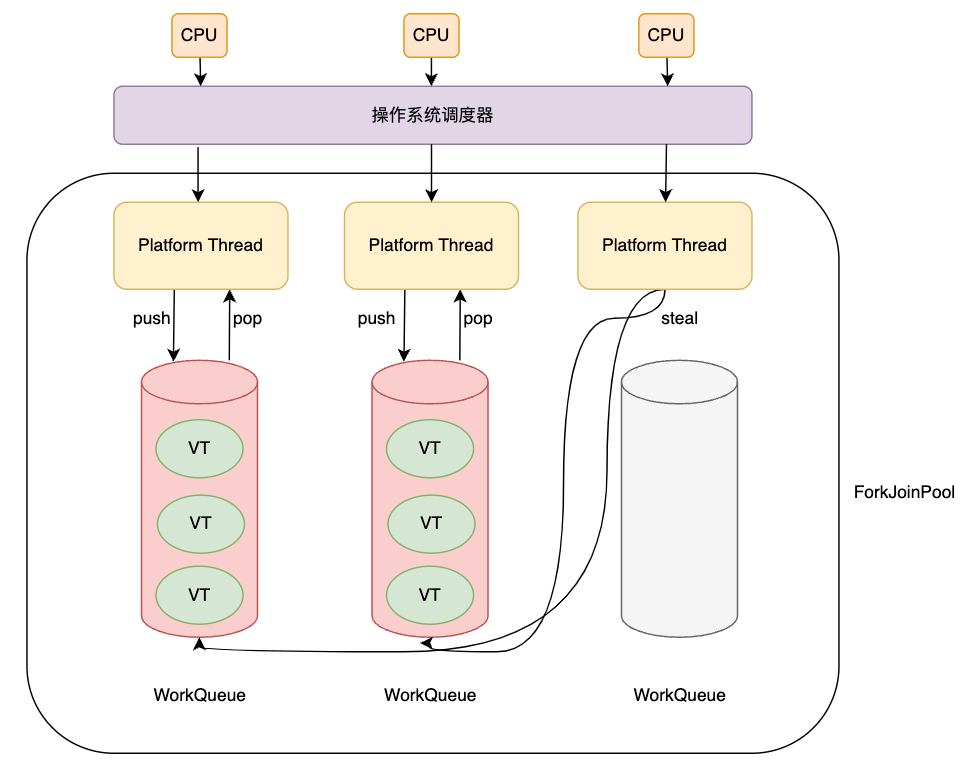 CPU
CPU
CPU
操作系统调度器
Platform Thread
Platform Thread
Platform Thread
push
pop
push
pop
steal
VT
VT
VT
VT
VT
VT
ForkJoinPool
WorkQueue
WorkQueue
WorkQueue